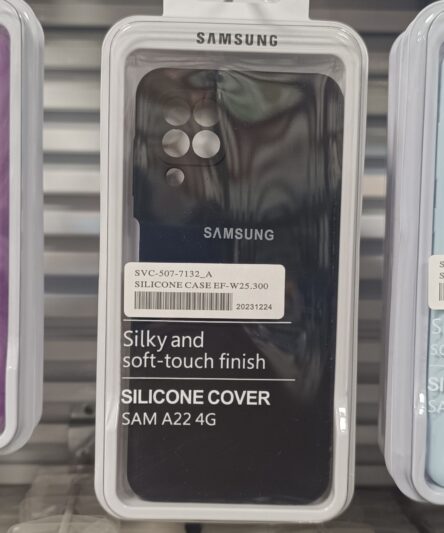 SAMSUNG
SAMSUNG
SVC-507-7132_A
SILICONE CASE EF-W25,300
20231224
Silky and
soft-touch finish
SILICONE COVER
SAM A22 4G